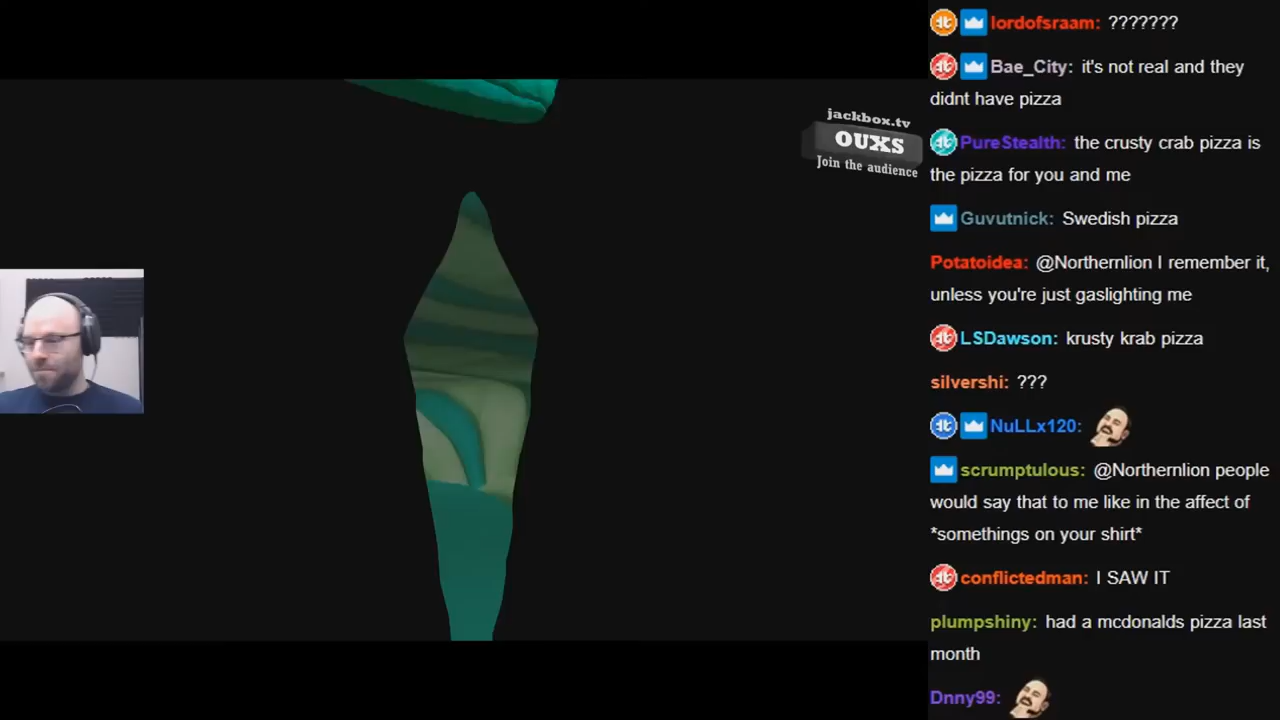 jackbox.tv
OUXS
Join the audience
lordofsraam: ???????
Bae_City: it's not real and they
didnt have pizza
PureStealth: the crusty crab pizza is
the pizza for you and me
Guvutnick: Swedish pizza
Potatoidea: @Northernlion I remember it,
unless you're just gaslighting me
LSDawson: krusty krab pizza
silvershi: ???
NuLLx120:
scrumptulous: @Northernlion people
would say that to me like in the affect of
*somethings on your shirt*
conflictedman: I SAW IT
plumpshiny: had a mcdonalds pizza last
month
Dnny99: